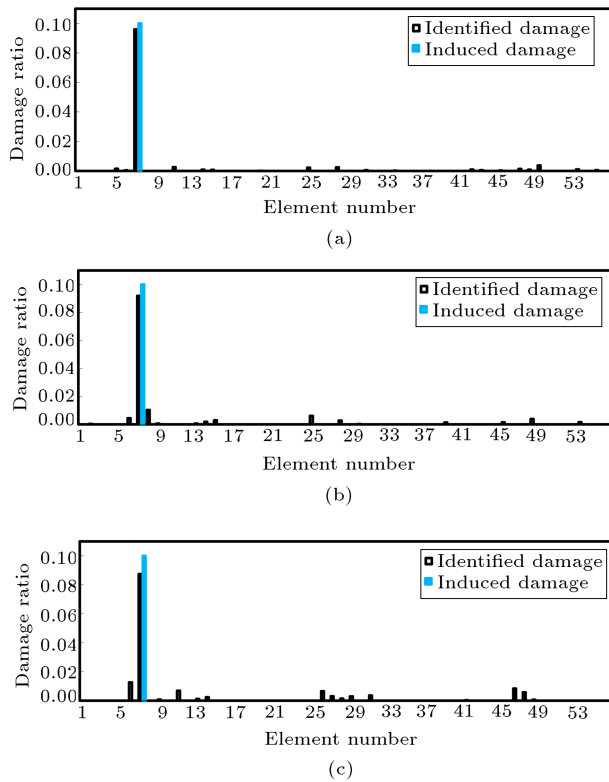 0.10
0.08
0.06
0.04
0.02
0.00
Damage ratio
Identified damage
Induced damage
1 5 9 13 17 21 25 29 33 37 41 45 49 53
Element number
(a)
0.10
0.08
0.06
0.04
0.02
0.00
Damage ratio
Identified damage
Induced damage
1 5 9 13 17 21 25 29 33 37 41 45 49 53
Element number
(b)
0.10
0.08
0.06
0.04
0.02
0.00
Damage ratio
Identified damage
Induced damage
1 5 9 13 17 21 25 29 33 37 41 45 49 53
Element number
(c)